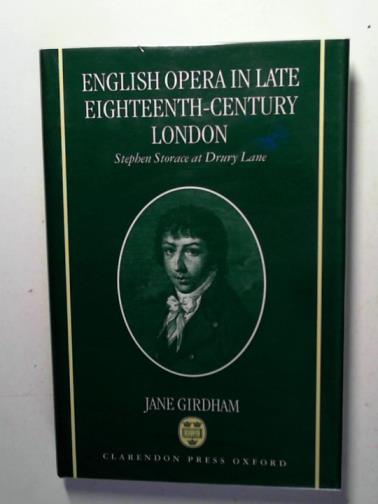 ENGLISH OPERA IN LATE
EIGHTEENTH-CENTURY
LONDON
Stephen Storace at Drury Lane
JANE GIRDHAM
CLARENDON PRESS OXFORD